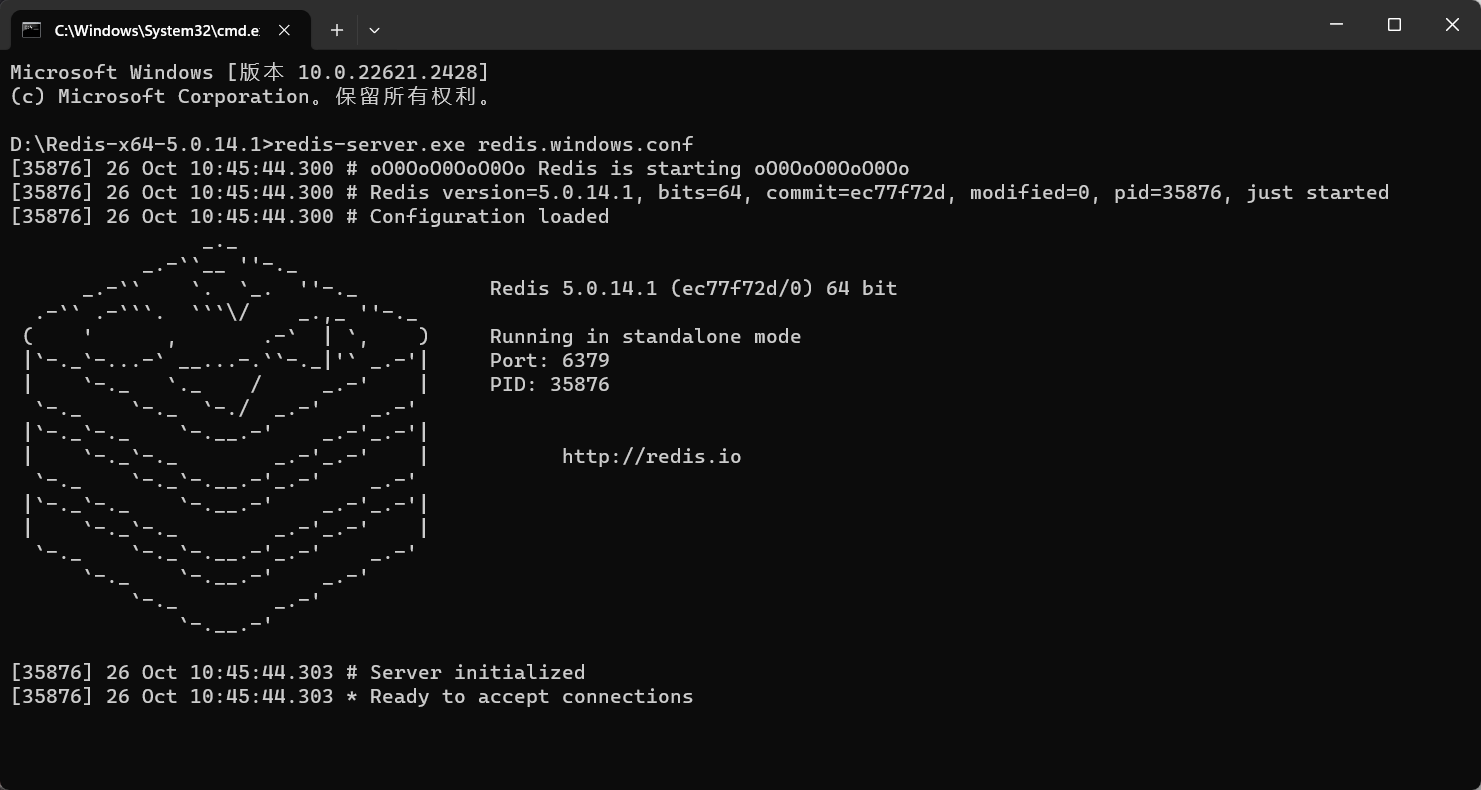 C:\Windows\System32\cmd.e
Microsoft Windows [版本 10.0.22621.2428]
(c) Microsoft Corporation。保留所有权利。
D:\Redis-x64-5.0.14.1>redis-server.exe redis.windows.conf
[35876] 26 Oct 10:45:44.300 # oO0OoO0OoO0Oo Redis is starting oO0OoO0OoO0Oo
[35876] 26 Oct 10:45:44.300 # Redis version=5.0.14.1, bits=64, commit=ec77f72d, modified=0, pid=35876, just started
[35876] 26 Oct 10:45:44.300 # Configuration loaded
Redis 5.0.14.1 (ec77f72d/0) 64 bit
Running in standalone mode
Port: 6379
PID: 35876
http://redis.io
[35876] 26 Oct 10:45:44.303 # Server initialized
[35876] 26 Oct 10:45:44.303 * Ready to accept connections